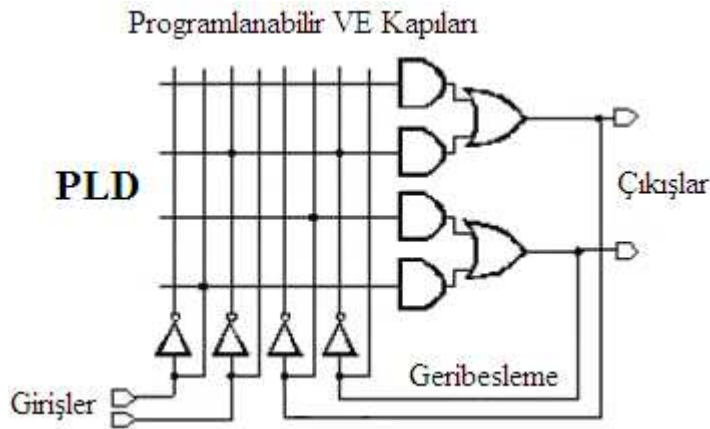 Programlanabilir VE Kapıları
PLD
Çıkışlar
Geribesleme
Girişler